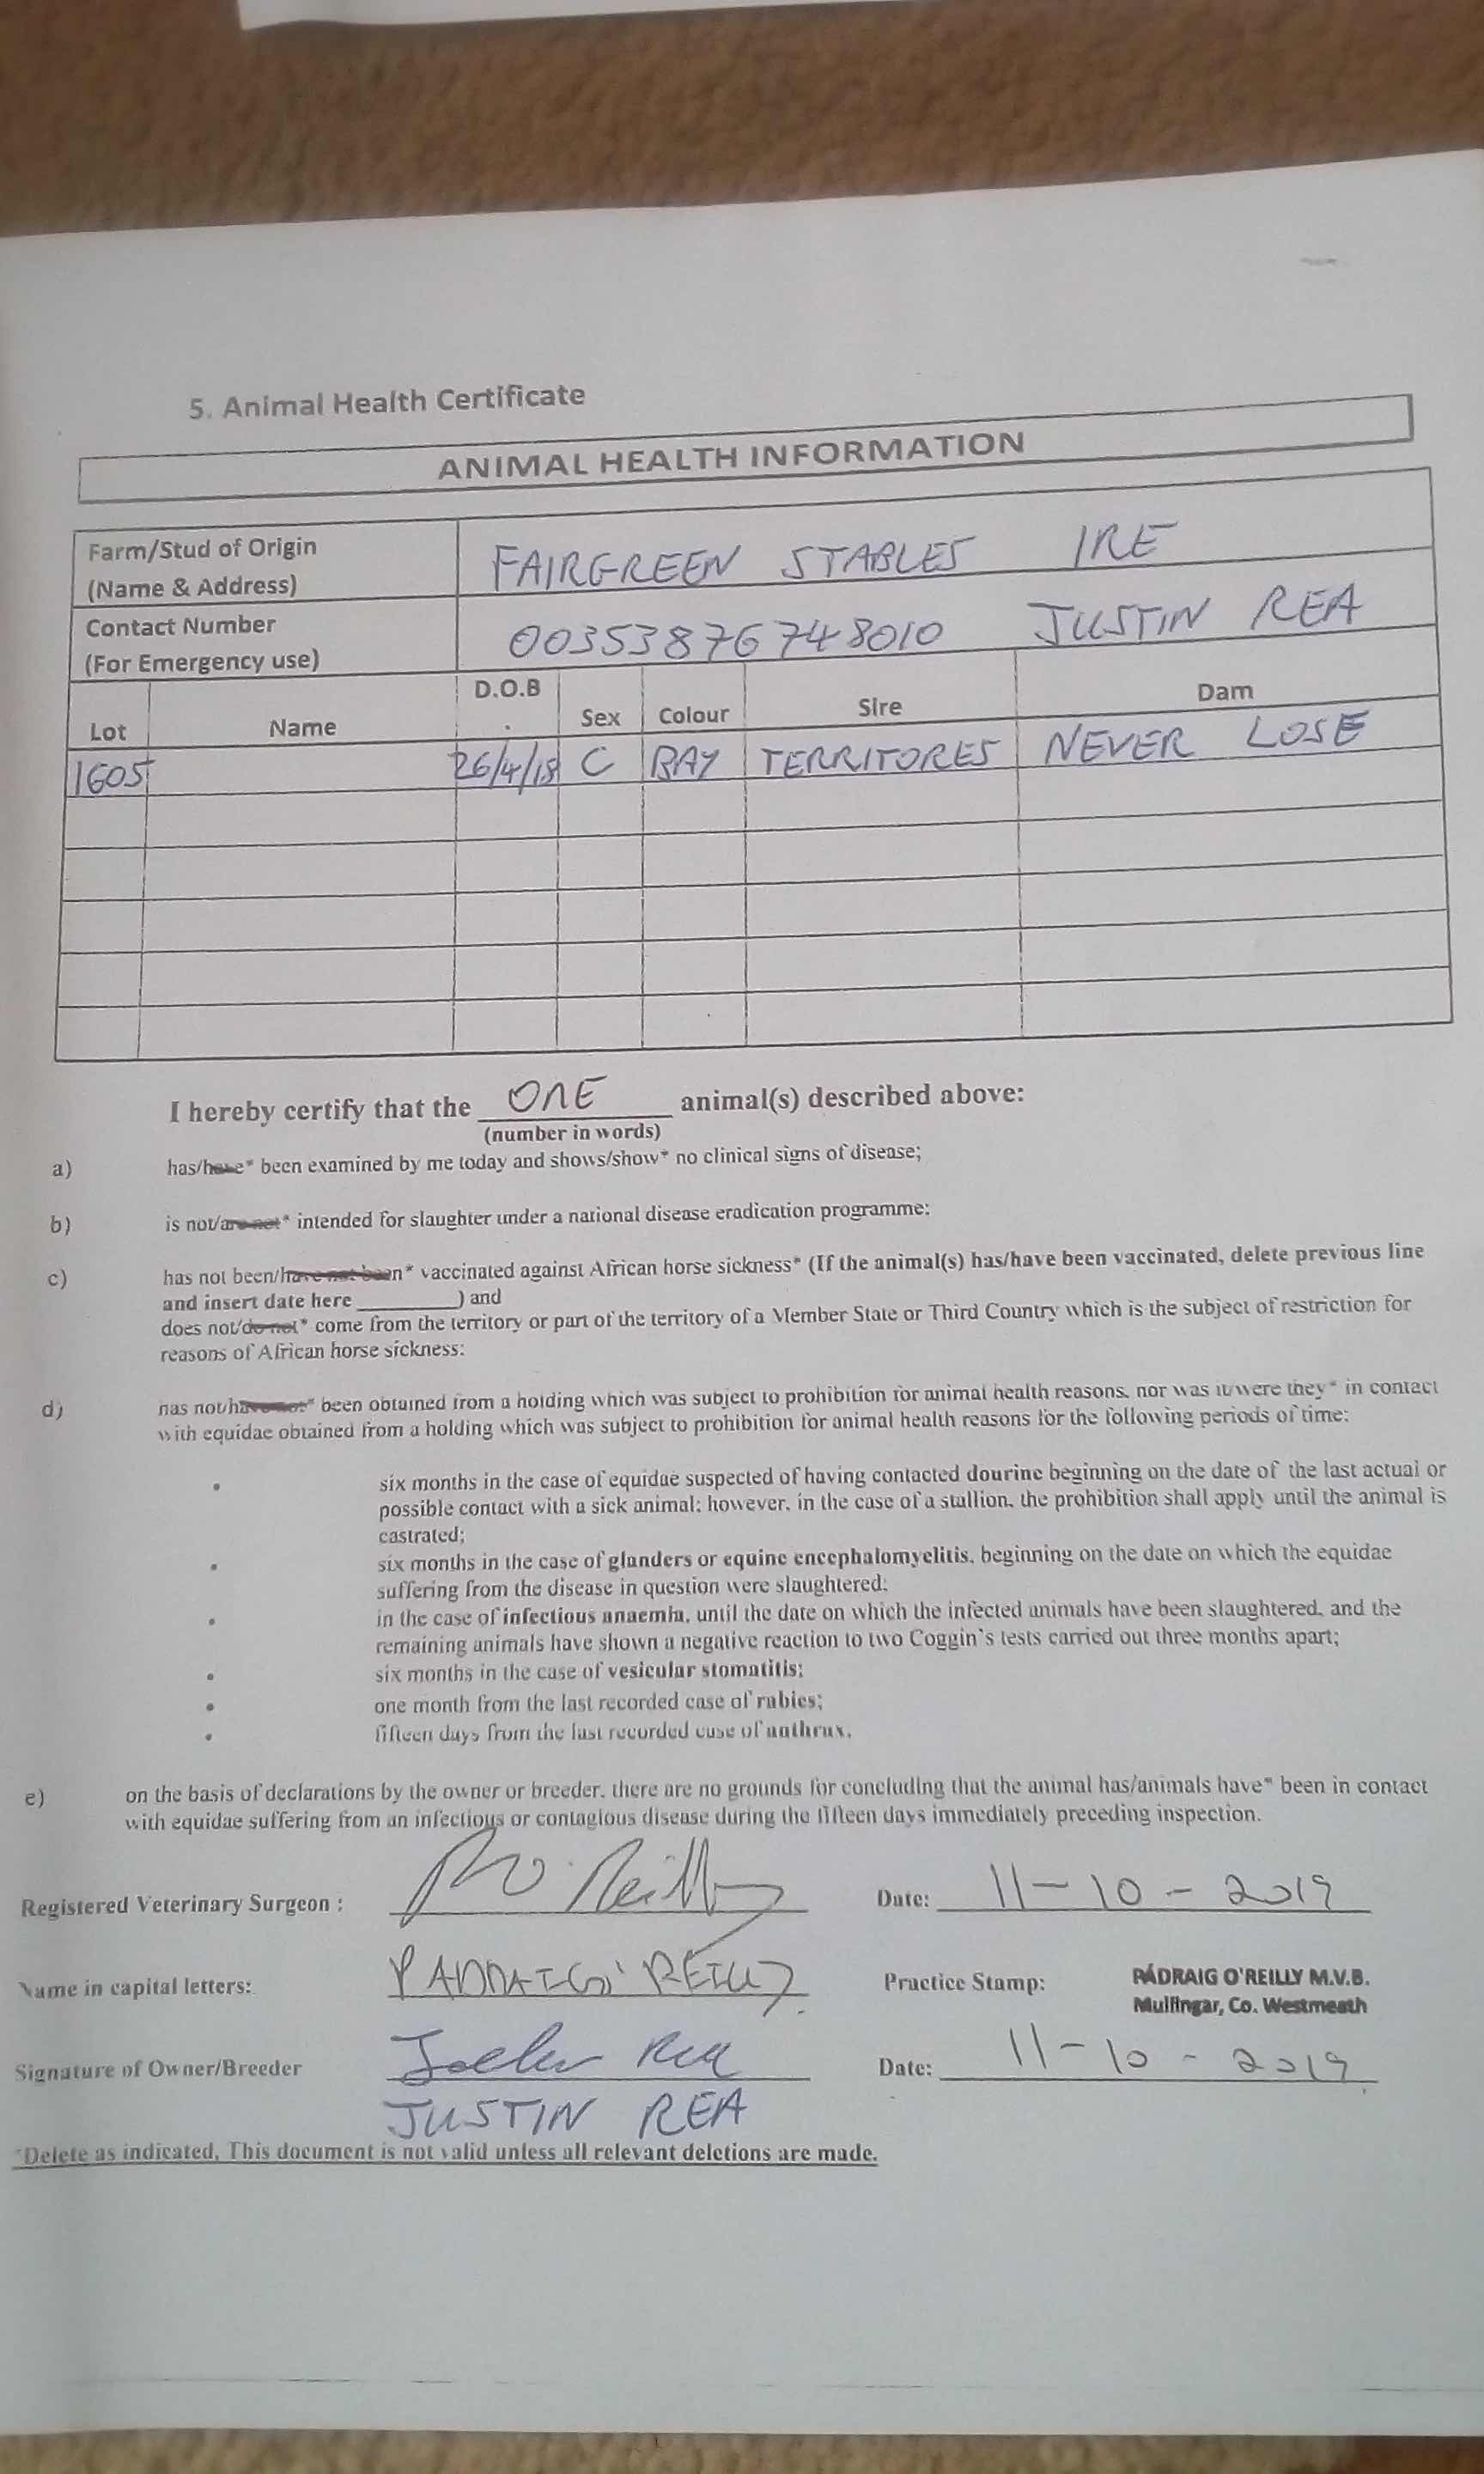 5. Animal Health Certificate
ANIMAL HEALTH INFORMATION
Farm/Stud of Origin
(Name & Address)
FAIRGREEN STABLES IRE
Contact Number
(For Emergency use)
00353876748010 JUSTIN REA
Lot Name D.O.B. Sex Colour Sire Dam
1605 26/4/18 C BAY TERRITORES NEVER LOSE
I hereby certify that the ONE animal(s) described above:
(number in words)
a) has/have* been examined by me today and shows/show* no clinical signs of disease;
b) is not/are not* intended for slaughter under a national disease eradication programme:
c) has not been/have not been* vaccinated against African horse sickness* (If the animal(s) has/have been vaccinated, delete previous line
and insert date here ________) and
does not/do not* come from the territory or part of the territory of a Member State or Third Country which is the subject of restriction for
reasons of African horse sickness:
d) has not/have not* been obtained from a holding which was subject to prohibition for animal health reasons, nor was it/were they* in contact
with equidae obtained from a holding which was subject to prohibition for animal health reasons for the following periods of time:
• six months in the case of equidae suspected of having contacted dourine beginning on the date of the last actual or
possible contact with a sick animal: however, in the case of a stallion, the prohibition shall apply until the animal is
castrated;
• six months in the case of glanders or equine encephalomyelitis, beginning on the date on which the equidae
suffering from the disease in question were slaughtered;
• in the case of infectious anaemia, until the date on which the infected animals have been slaughtered, and the
remaining animals have shown a negative reaction to two Coggin's tests carried out three months apart;
• six months in the case of vesicular stomatitis;
• one month from the last recorded case of rabies;
• fifteen days from the last recorded case of anthrax.
e) on the basis of declarations by the owner or breeder, there are no grounds for concluding that the animal has/animals have* been in contact
with equidae suffering from an infectious or contagious disease during the fifteen days immediately preceding inspection.
Registered Veterinary Surgeon : P O'Reilly Date: 11-10-2019
Name in capital letters: PADDRAIG O'REILLY Practice Stamp: PÁDRAIG O'REILLY M.V.B.
Mullingar, Co. Westmeath
Signature of Owner/Breeder Rea Date: 11-10-2019
JUSTIN REA
*Delete as indicated, This document is not valid unless all relevant deletions are made.